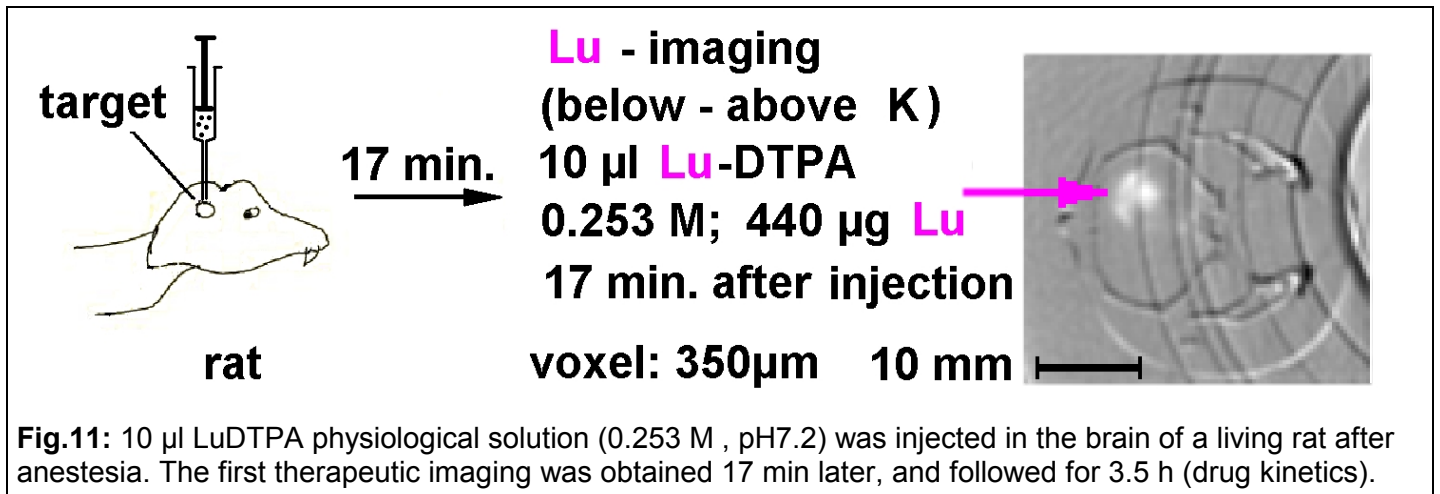 target
17 min.
rat
Lu - imaging
(below - above K)
10 µl Lu-DTPA
0.253 M; 440 µg Lu
17 min. after injection
voxel: 350µm 10 mm
Fig.11: 10 µl LuDTPA physiological solution (0.253 M , pH7.2) was injected in the brain of a living rat after
anestesia. The first therapeutic imaging was obtained 17 min later, and followed for 3.5 h (drug kinetics).